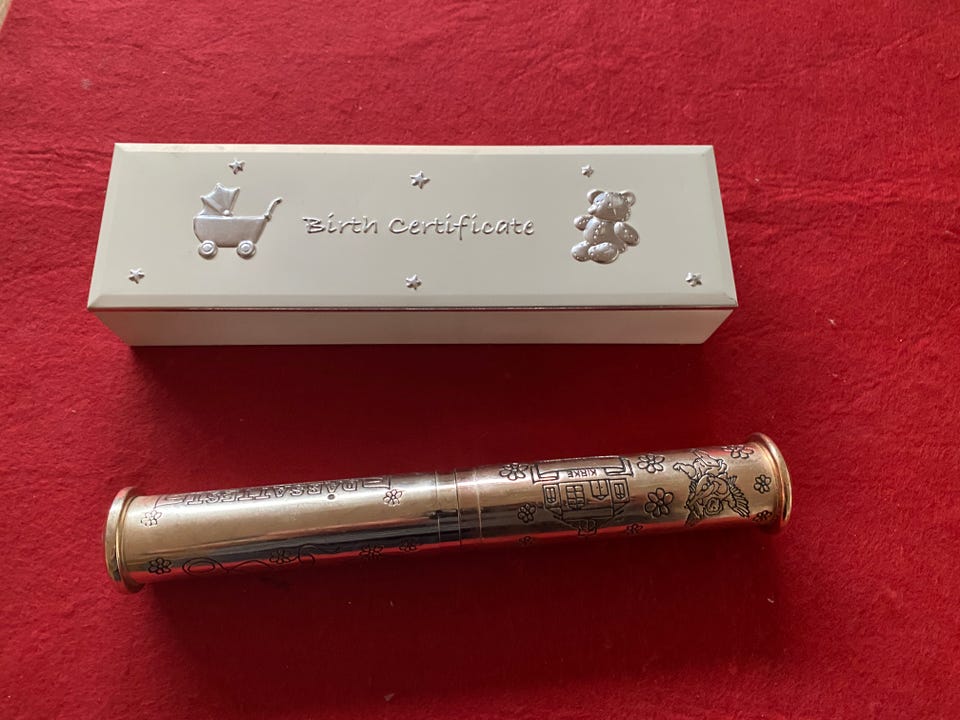 Birth Certificate
DÅBSATTEST
KIRKE